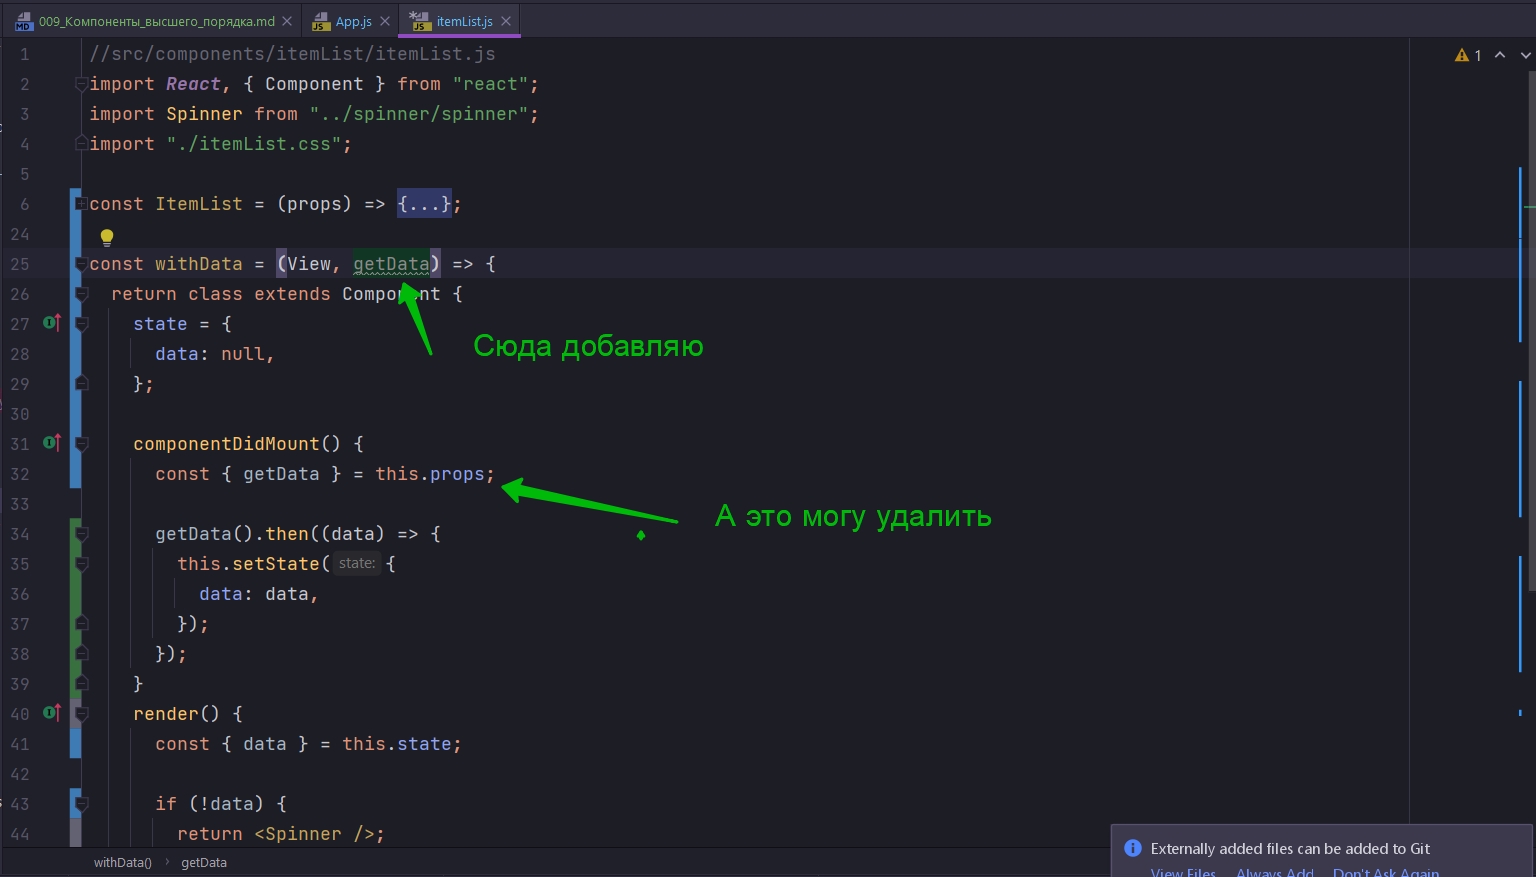 009_Компоненты_высшего_порядка.md
App.js
itemList.js
1 //src/components/itemList/itemList.js
1
2 import React, { Component } from "react";
3 import Spinner from "../spinner/spinner";
4 import "./itemList.css";
5
6 const ItemList = (props) => {...};
24
25 const withData = (View, getData) => {
26 return class extends Component {
27 state = {
28 data: null,
Сюда добавляю
29 };
30
31 componentDidMount() {
32 const { getData } = this.props;
33
А это могу удалить
34 getData().then((data) => {
35 this.setState( state: {
36 data: data,
37 });
38 });
39 }
40 render() {
41 const { data } = this.state;
42
43 if (!data) {
44 return <Spinner />;
withData() › getData
Externally added files can be added to Git
View Files Always Add Don't Ask Again